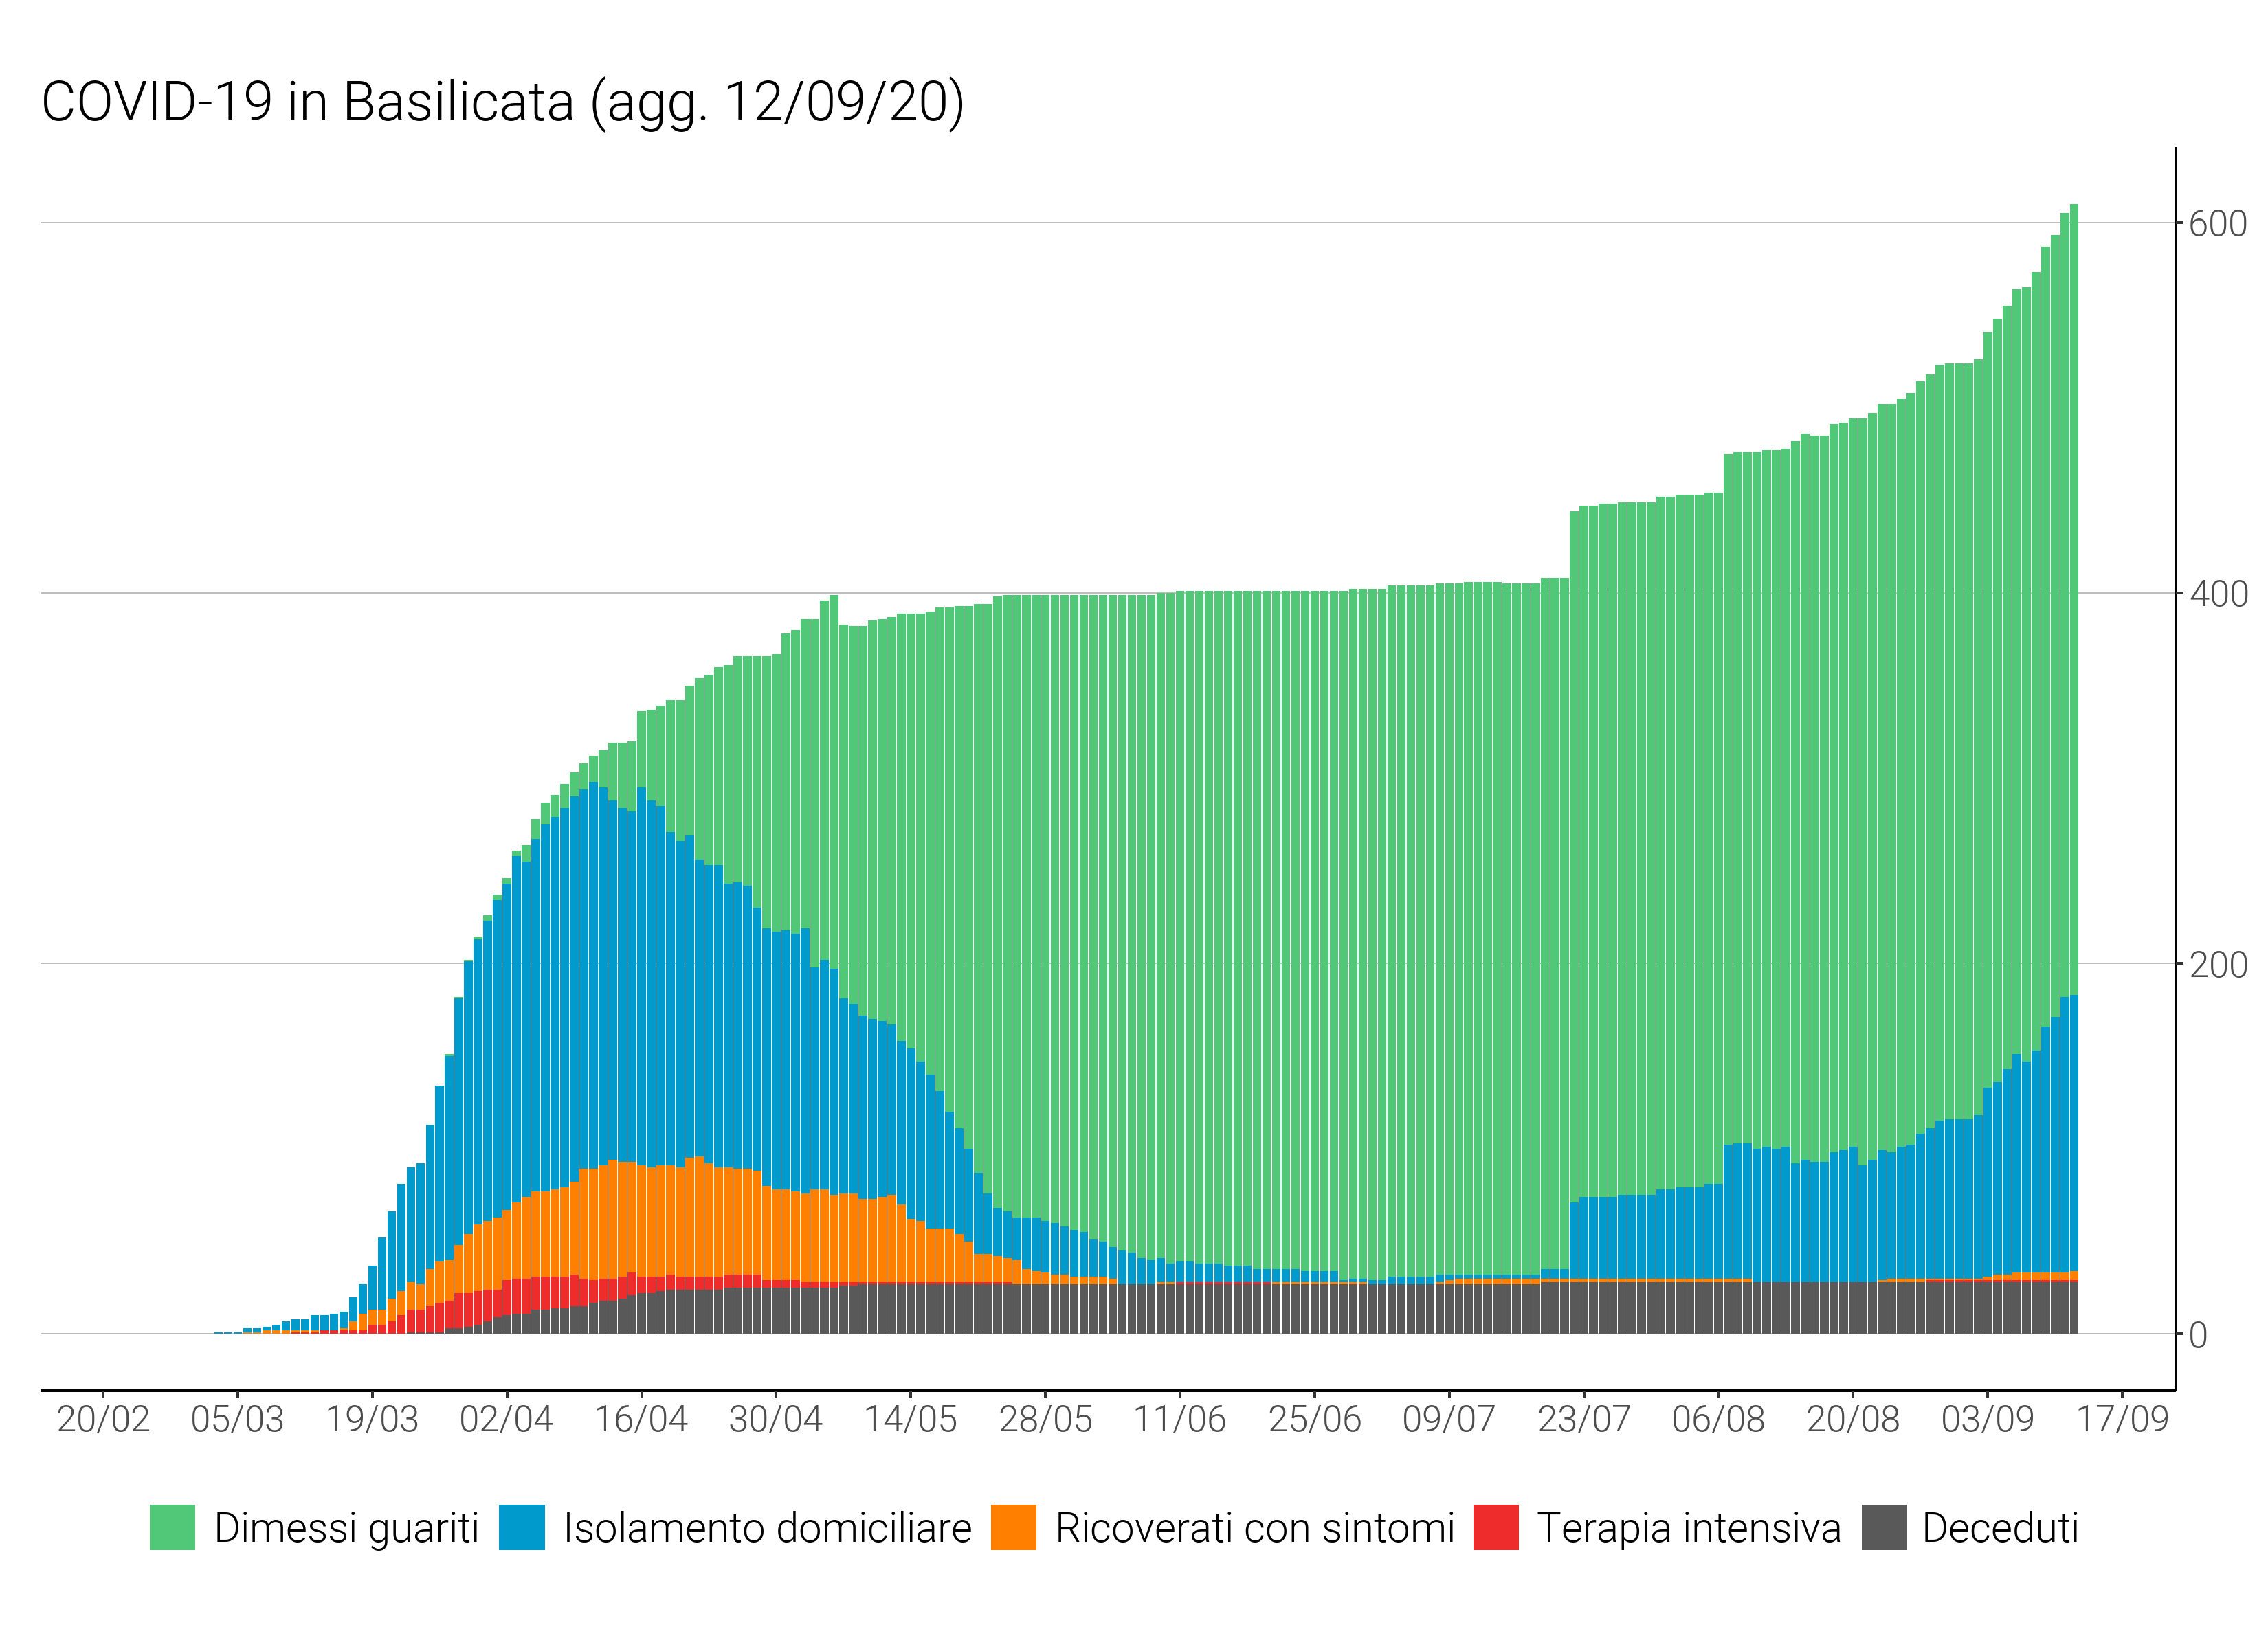 COVID-19 in Basilicata (agg. 12/09/20)
600
400
200
0
20/02 05/03 19/03 02/04 16/04 30/04 14/05 28/05 11/06 25/06 09/07 23/07 06/08 20/08 03/09 17/09
Dimessi guariti Isolamento domiciliare Ricoverati con sintomi Terapia intensiva Deceduti